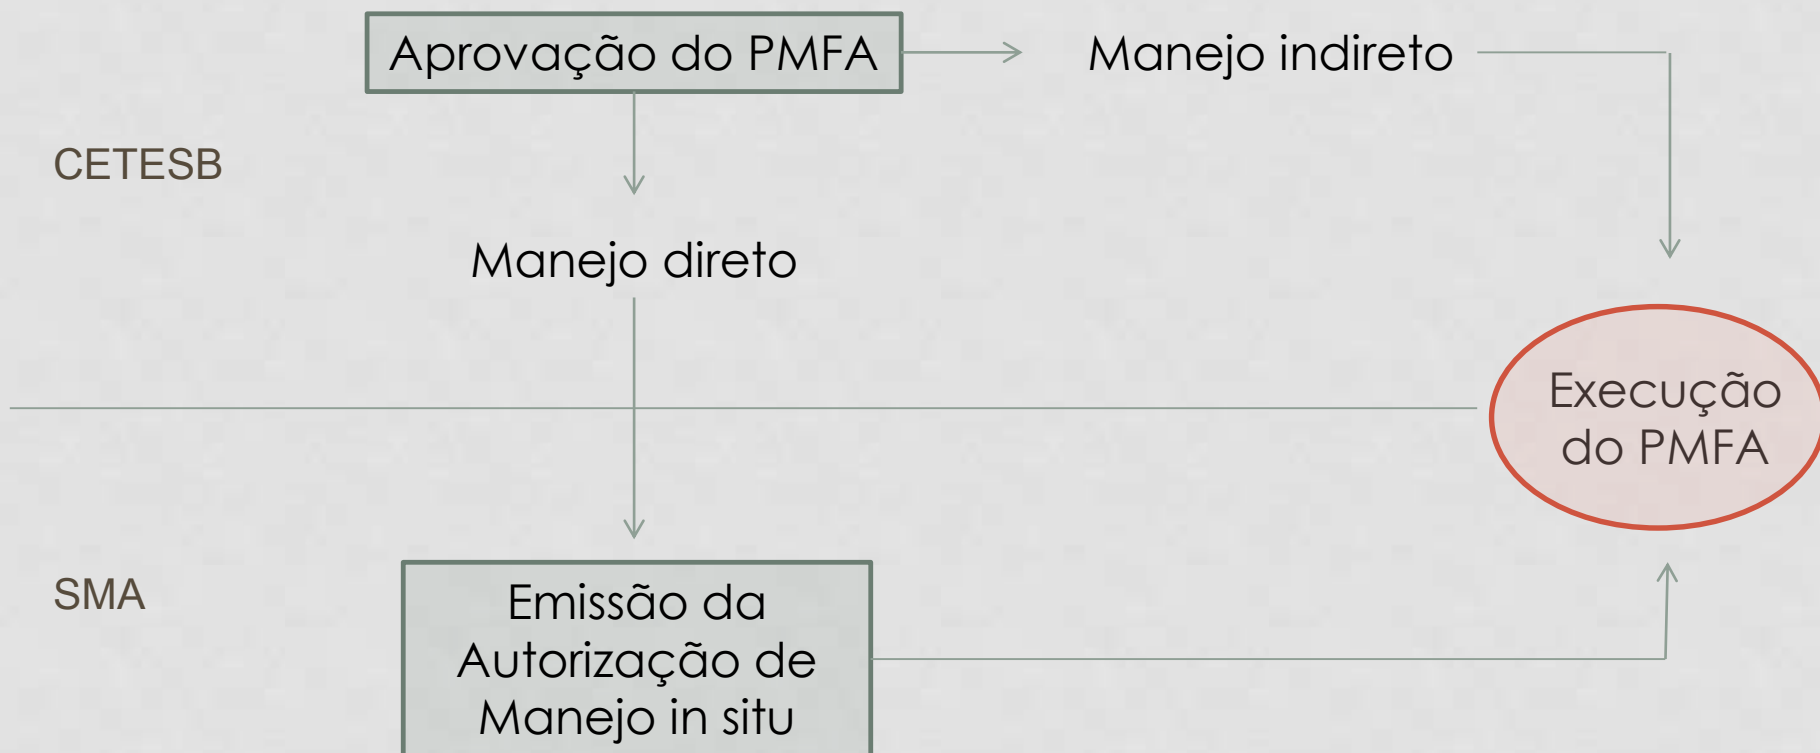 Aprovação do PMFA
Manejo indireto
CETESB
Manejo direto
Execução
do PMFA
SMA
Emissão da
Autorização de
Manejo in situ